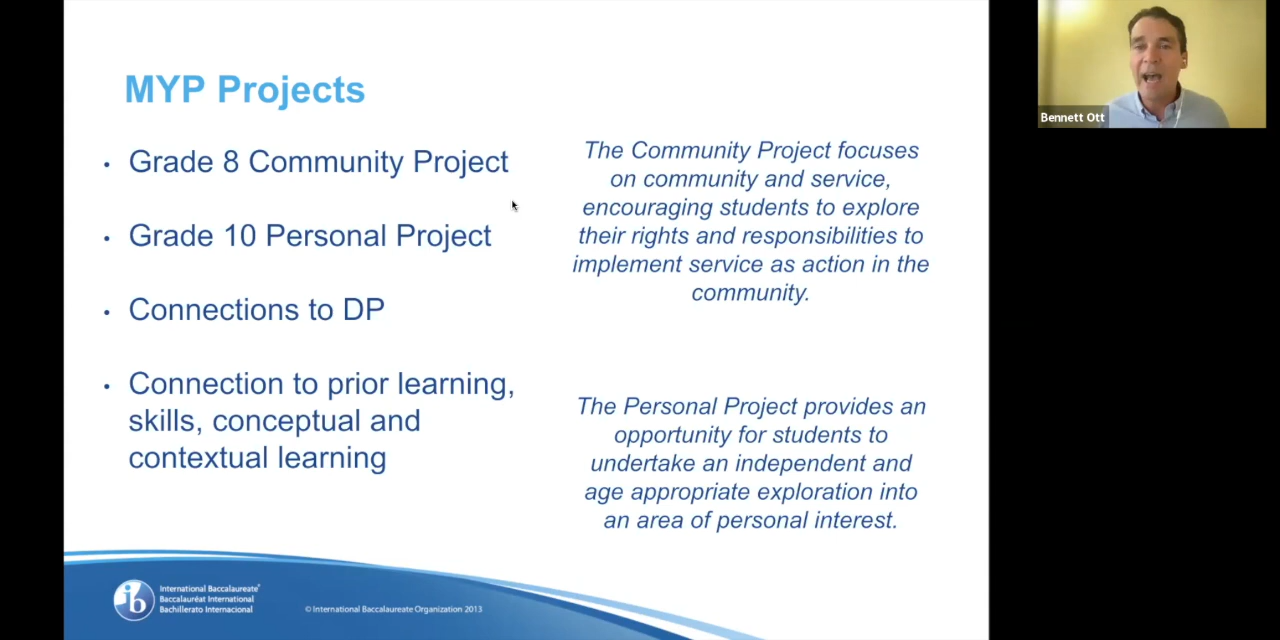 MYP Projects
• Grade 8 Community Project
• Grade 10 Personal Project
• Connections to DP
• Connection to prior learning,
skills, conceptual and
contextual learning
The Community Project focuses
on community and service,
encouraging students to explore
their rights and responsibilities to
implement service as action in the
community.
The Personal Project provides an
opportunity for students to
undertake an independent and
age appropriate exploration into
an area of personal interest.
ib
International Baccalaureate®
Baccalauréat International
Bachillerato Internacional
© International Baccalaureate Organization 2013
Bennett Ott